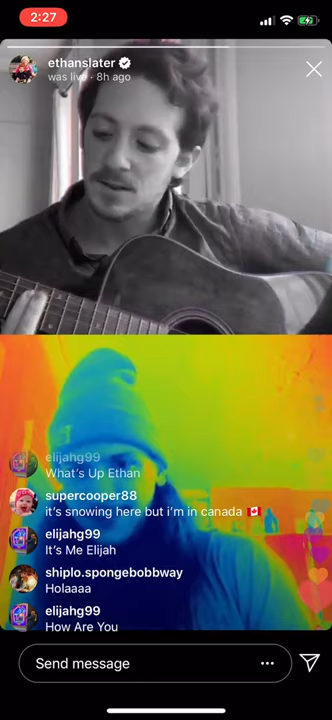 2:27
ethanslater
was live · 8h ago
elijahg99
What's Up Ethan
supercooper88
it's snowing here but i'm in canada 🇨🇦
elijahg99
It's Me Elijah
shiplo.spongebobbway
Holaaaa
elijahg99
How Are You
Send message